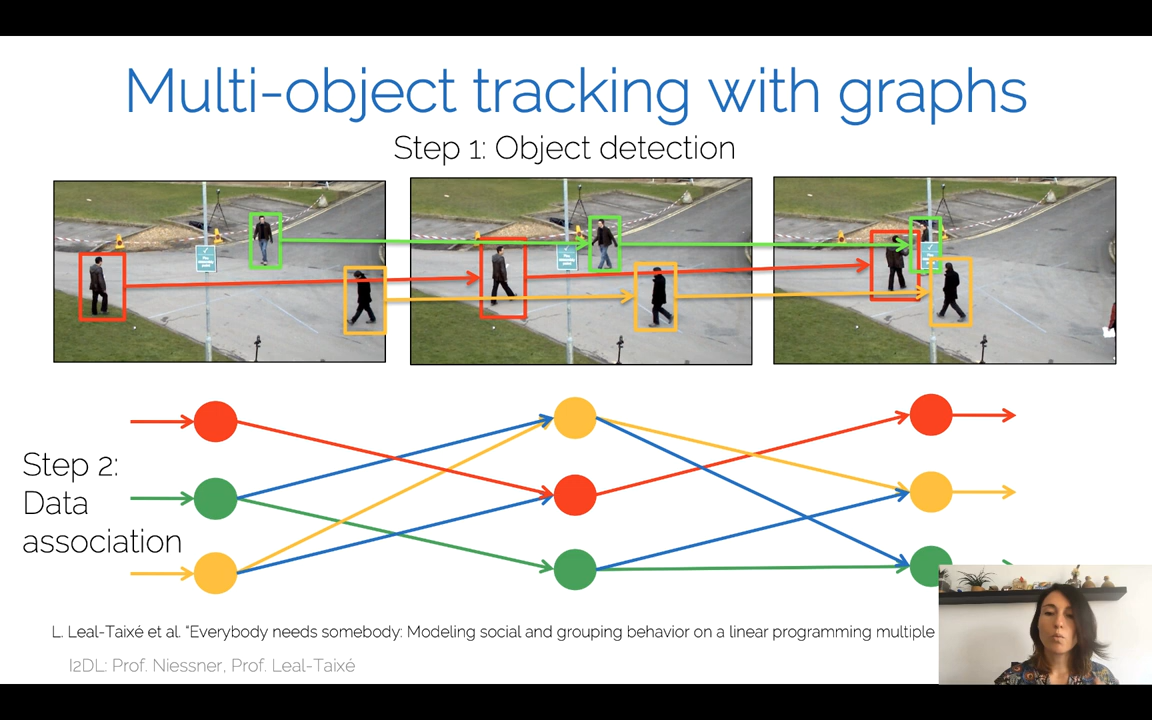 Multi-object tracking with graphs
Step 1: Object detection
Step 2:
Data
association
L. Leal-Taixé et al. "Everybody needs somebody: Modeling social and grouping behavior on a linear programming multiple
I2DL: Prof. Niessner, Prof. Leal-Taixé